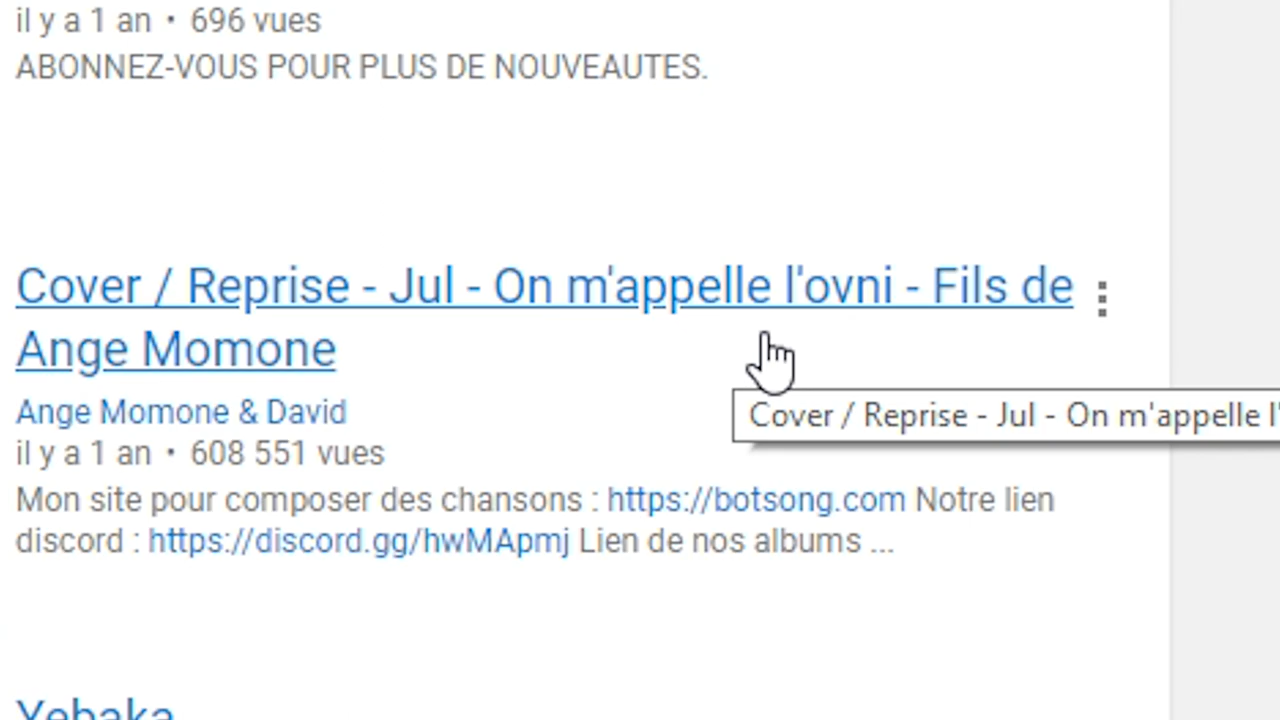 il y a 1 an • 696 vues
ABONNEZ-VOUS POUR PLUS DE NOUVEAUTES.
Cover / Reprise - Jul - On m'appelle l'ovni - Fils de
Ange Momone
Ange Momone & David
Cover / Reprise - Jul - On m'appelle l'
il y a 1 an • 608 551 vues
Mon site pour composer des chansons : https://botsong.com Notre lien
discord : https://discord.gg/hwMApmj Lien de nos albums ...
Yebaka